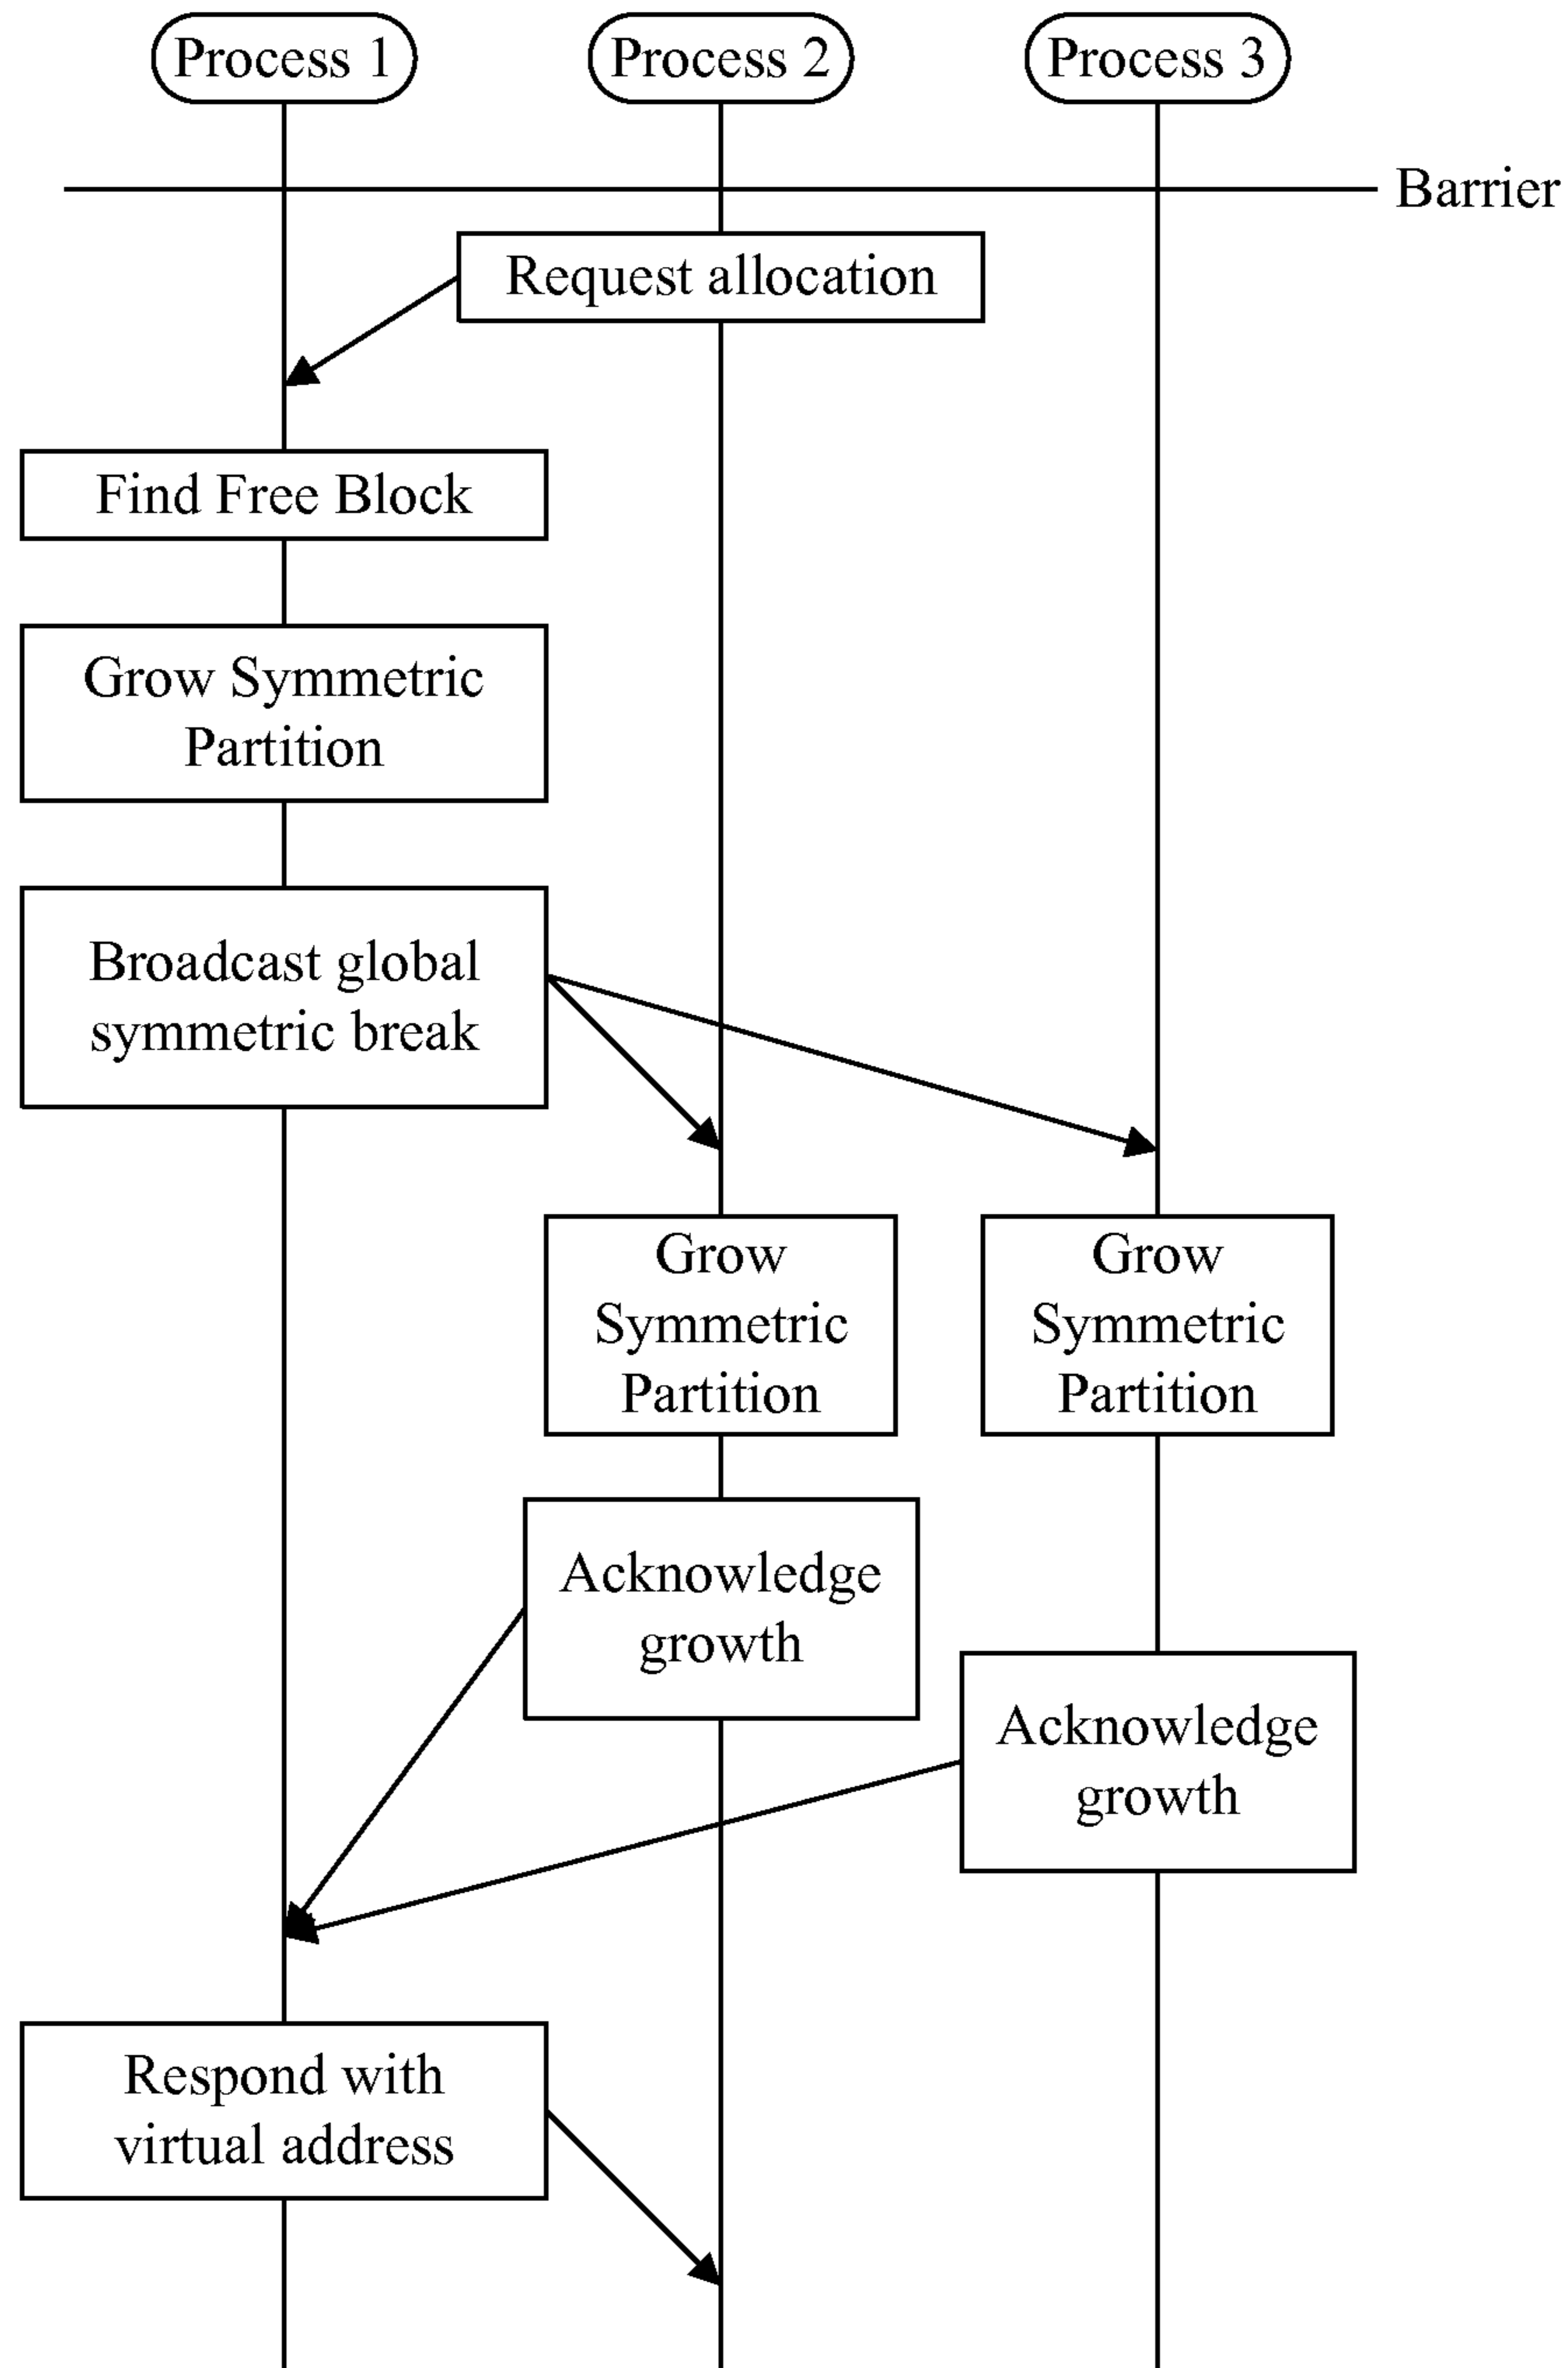 Process 1
Process 2
Process 3
Barrier
Request allocation
Find Free Block
Grow Symmetric
Partition
Broadcast global
symmetric break
Grow
Symmetric
Partition
Grow
Symmetric
Partition
Acknowledge
growth
Acknowledge
growth
Respond with
virtual address